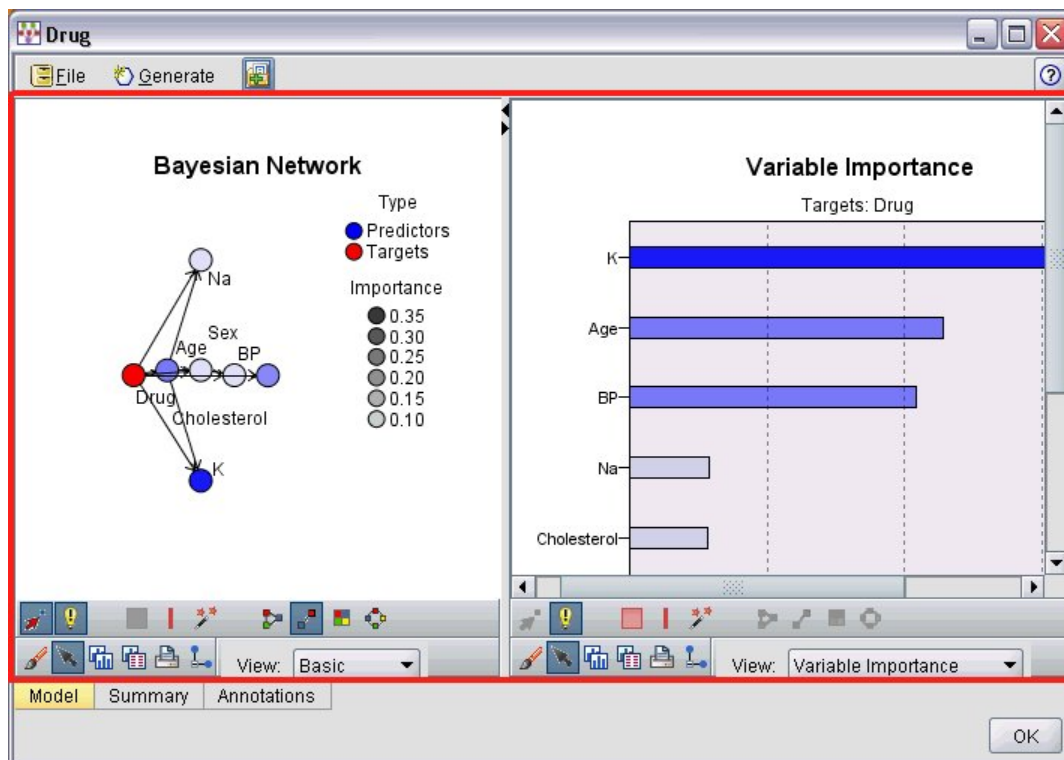 Drug
File Generate
Bayesian Network
Type
Predictors
Targets
Importance
0.35
0.30
0.25
0.20
0.15
0.10
Na
Sex
Age
BP
Drug
Cholesterol
K
View: Basic
Variable Importance
Targets: Drug
K
Age
BP
Na
Cholesterol
View: Variable Importance
Model Summary Annotations
OK